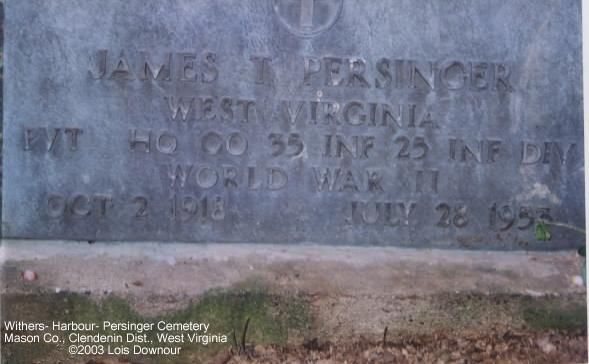 JAMES T PERSINGER
WEST VIRGINIA
PVT HQ CO 35 INF 25 INF DIV
WORLD WAR II
OCT 2 1918 JULY 28 1953
Withers- Harbour- Persinger Cemetery
Mason Co., Clendenin Dist., West Virginia
©2003 Lois Downour